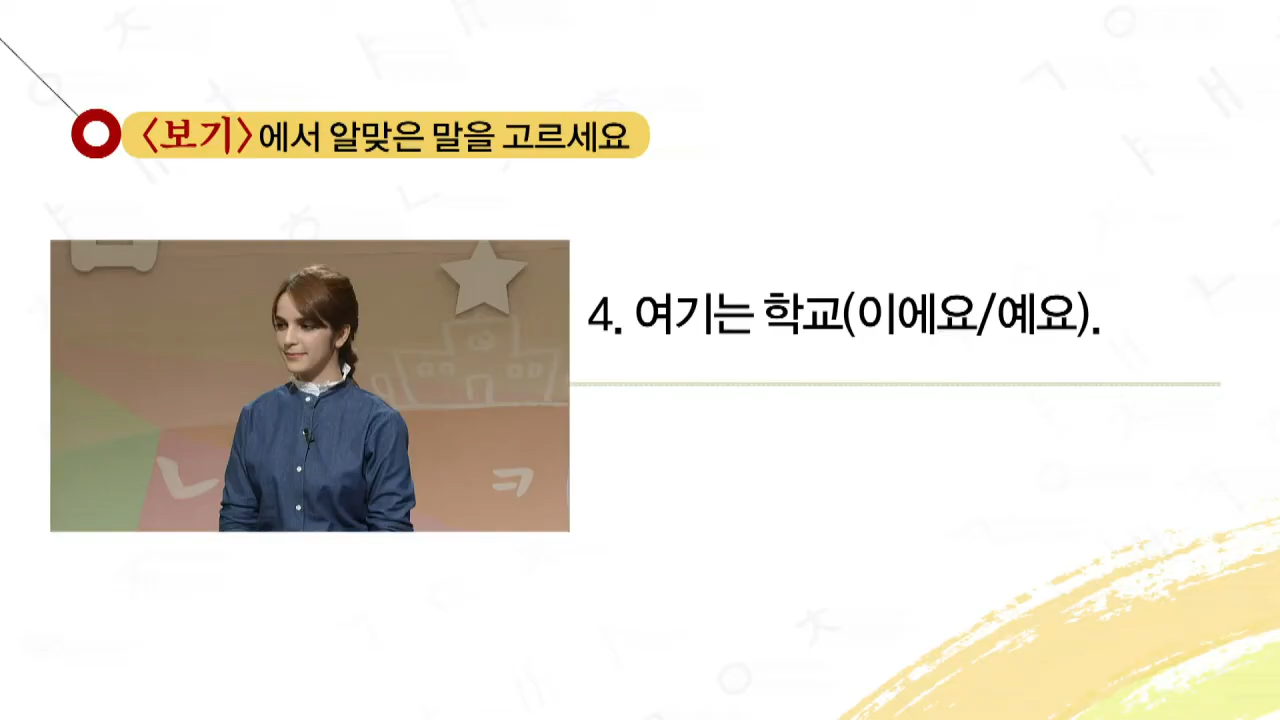 <보기>에서 알맞은 말을 고르세요
4. 여기는 학교(이에요/예요).
ㄴ ㅋ